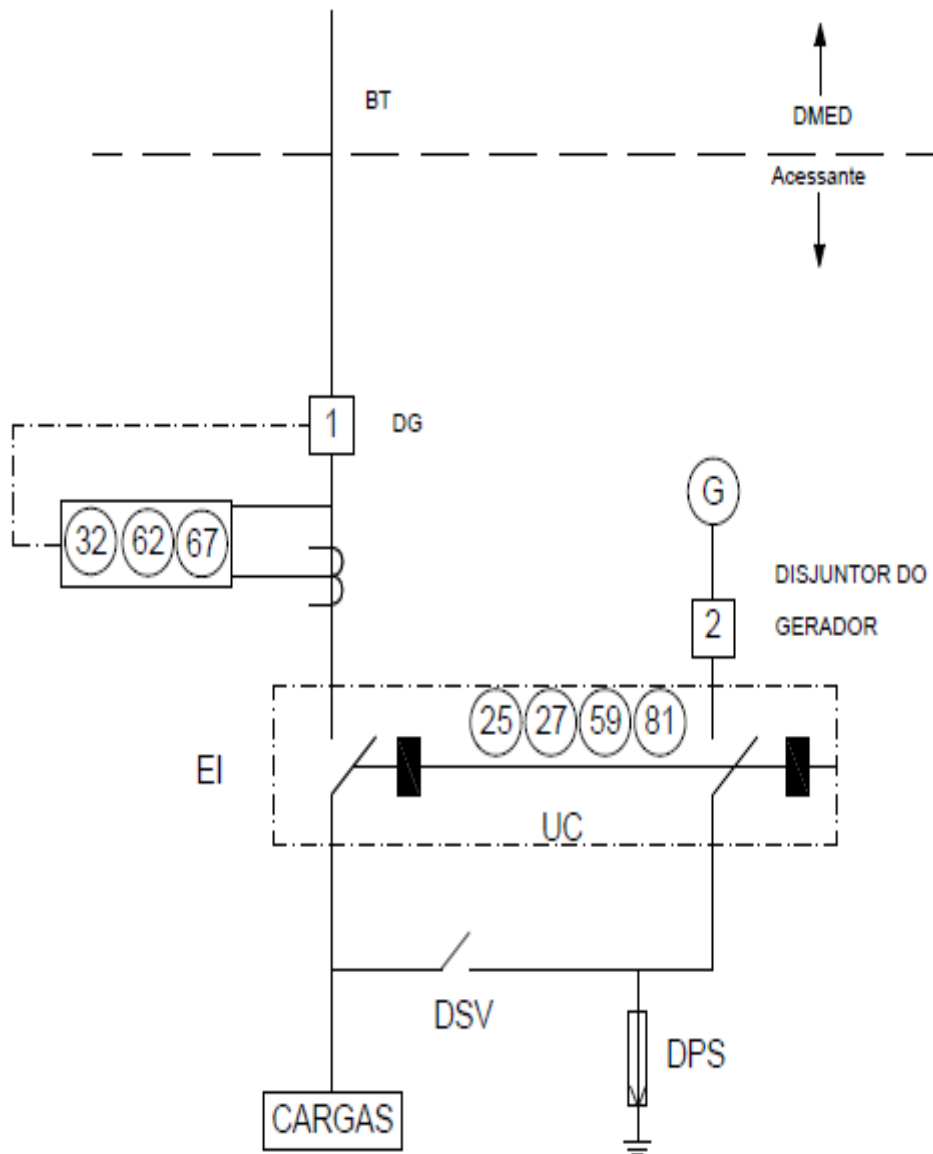 BT
DMED
Acessante
1
DG
32 62 67
G
DISJUNTOR DO
GERADOR
2
25 27 59 81
EI
UC
DSV
DPS
CARGAS